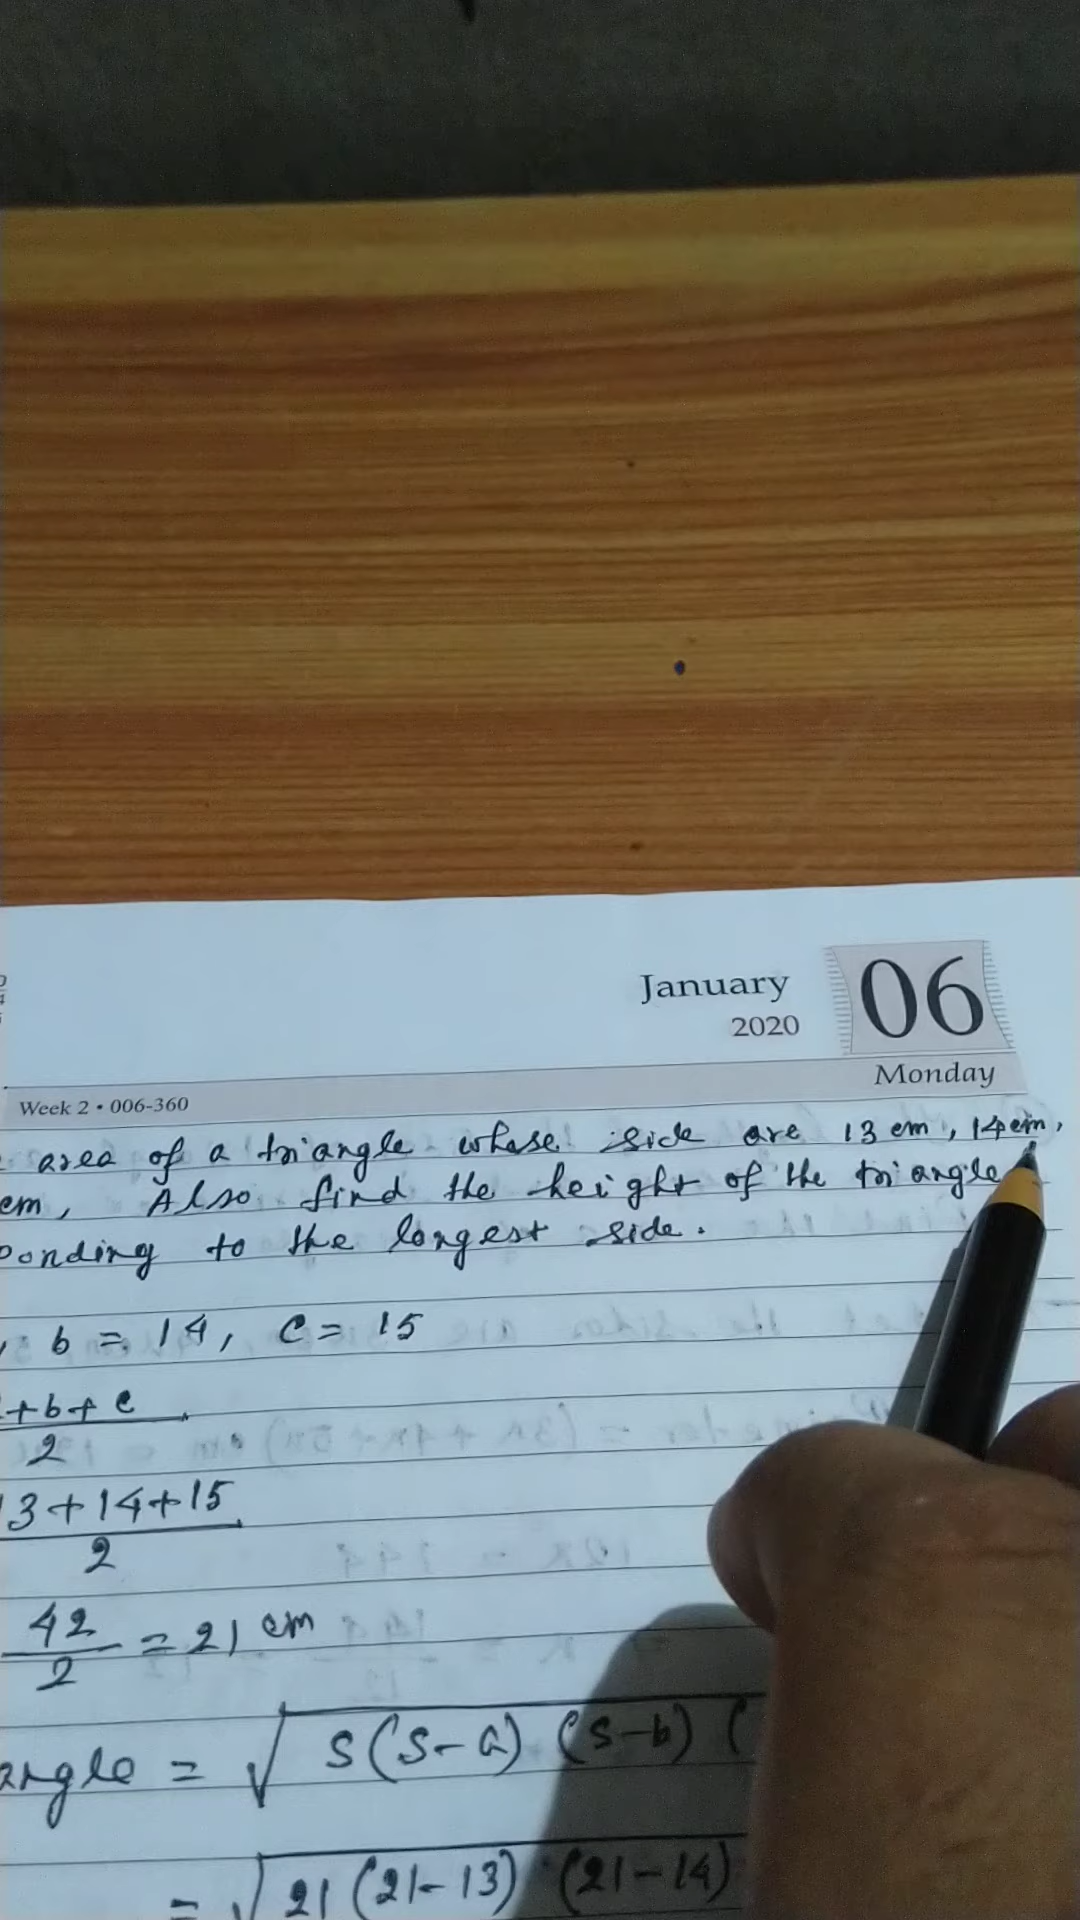 January
06
2020
Monday
Week 2 • 006-360
area of a triangle whose side are 13 cm, 14 cm,
cm, Also find the height of the triangle
ponding to the longest side.
b = 14, c = 15
+b+c
2
3+14+15
2
42
2
= 21 cm
angle = √ s(s-a) (s-b) (
= √ 21 (21-13) (21-14)